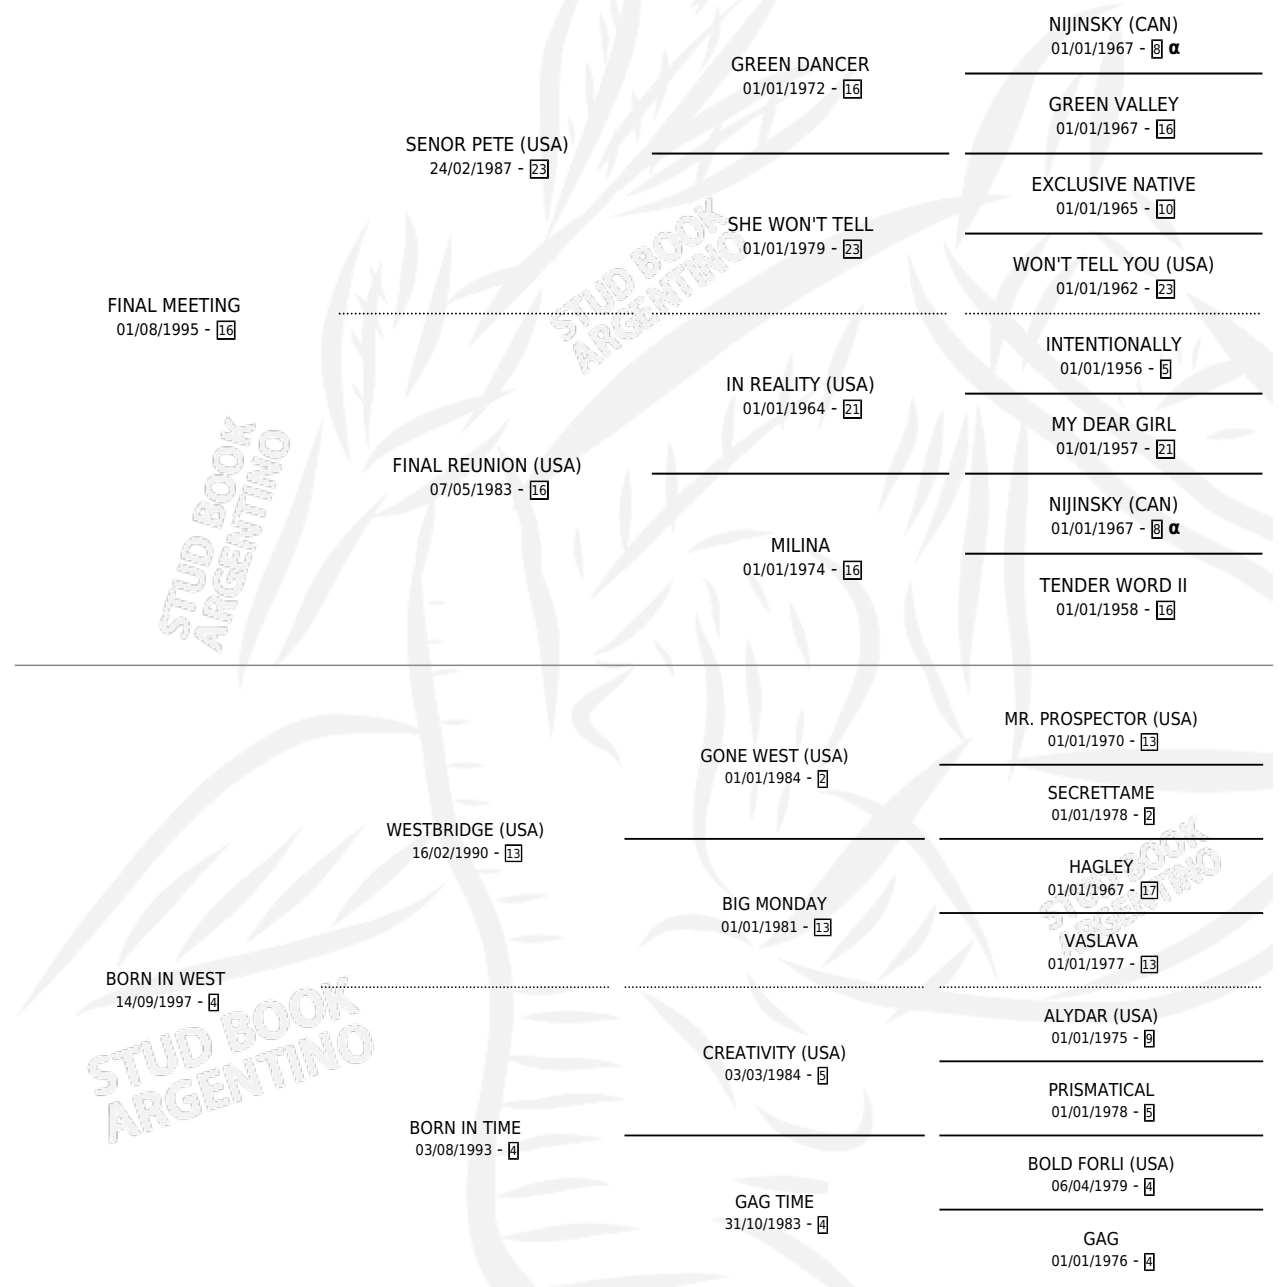 NIJINSKY (CAN)
01/01/1967 - 8 α
GREEN DANCER
01/01/1972 - 16
GREEN VALLEY
01/01/1967 - 16
SENOR PETE (USA)
24/02/1987 - 23
EXCLUSIVE NATIVE
01/01/1965 - 10
SHE WON'T TELL
01/01/1979 - 23
WON'T TELL YOU (USA)
01/01/1962 - 23
FINAL MEETING
01/08/1995 - 16
INTENTIONALLY
01/01/1956 - 5
IN REALITY (USA)
01/01/1964 - 21
MY DEAR GIRL
01/01/1957 - 21
FINAL REUNION (USA)
07/05/1983 - 16
NIJINSKY (CAN)
01/01/1967 - 8 α
MILINA
01/01/1974 - 16
TENDER WORD II
01/01/1958 - 16
MR. PROSPECTOR (USA)
01/01/1970 - 13
GONE WEST (USA)
01/01/1984 - 2
SECRETTAME
01/01/1978 - 2
WESTBRIDGE (USA)
16/02/1990 - 13
HAGLEY
01/01/1967 - 17
BIG MONDAY
01/01/1981 - 13
VASLAVA
01/01/1977 - 13
BORN IN WEST
14/09/1997 - 4
ALYDAR (USA)
01/01/1975 - 9
CREATIVITY (USA)
03/03/1984 - 5
PRISMATICAL
01/01/1978 - 5
BORN IN TIME
03/08/1993 - 4
BOLD FORLI (USA)
06/04/1979 - 4
GAG TIME
31/10/1983 - 4
GAG
01/01/1976 - 4
STUD BOOK
ARGENTINO
STUD BOOK
ARGENTINO
STUD BOOK
ARGENTINO
STUD BOOK
ARGENTINO